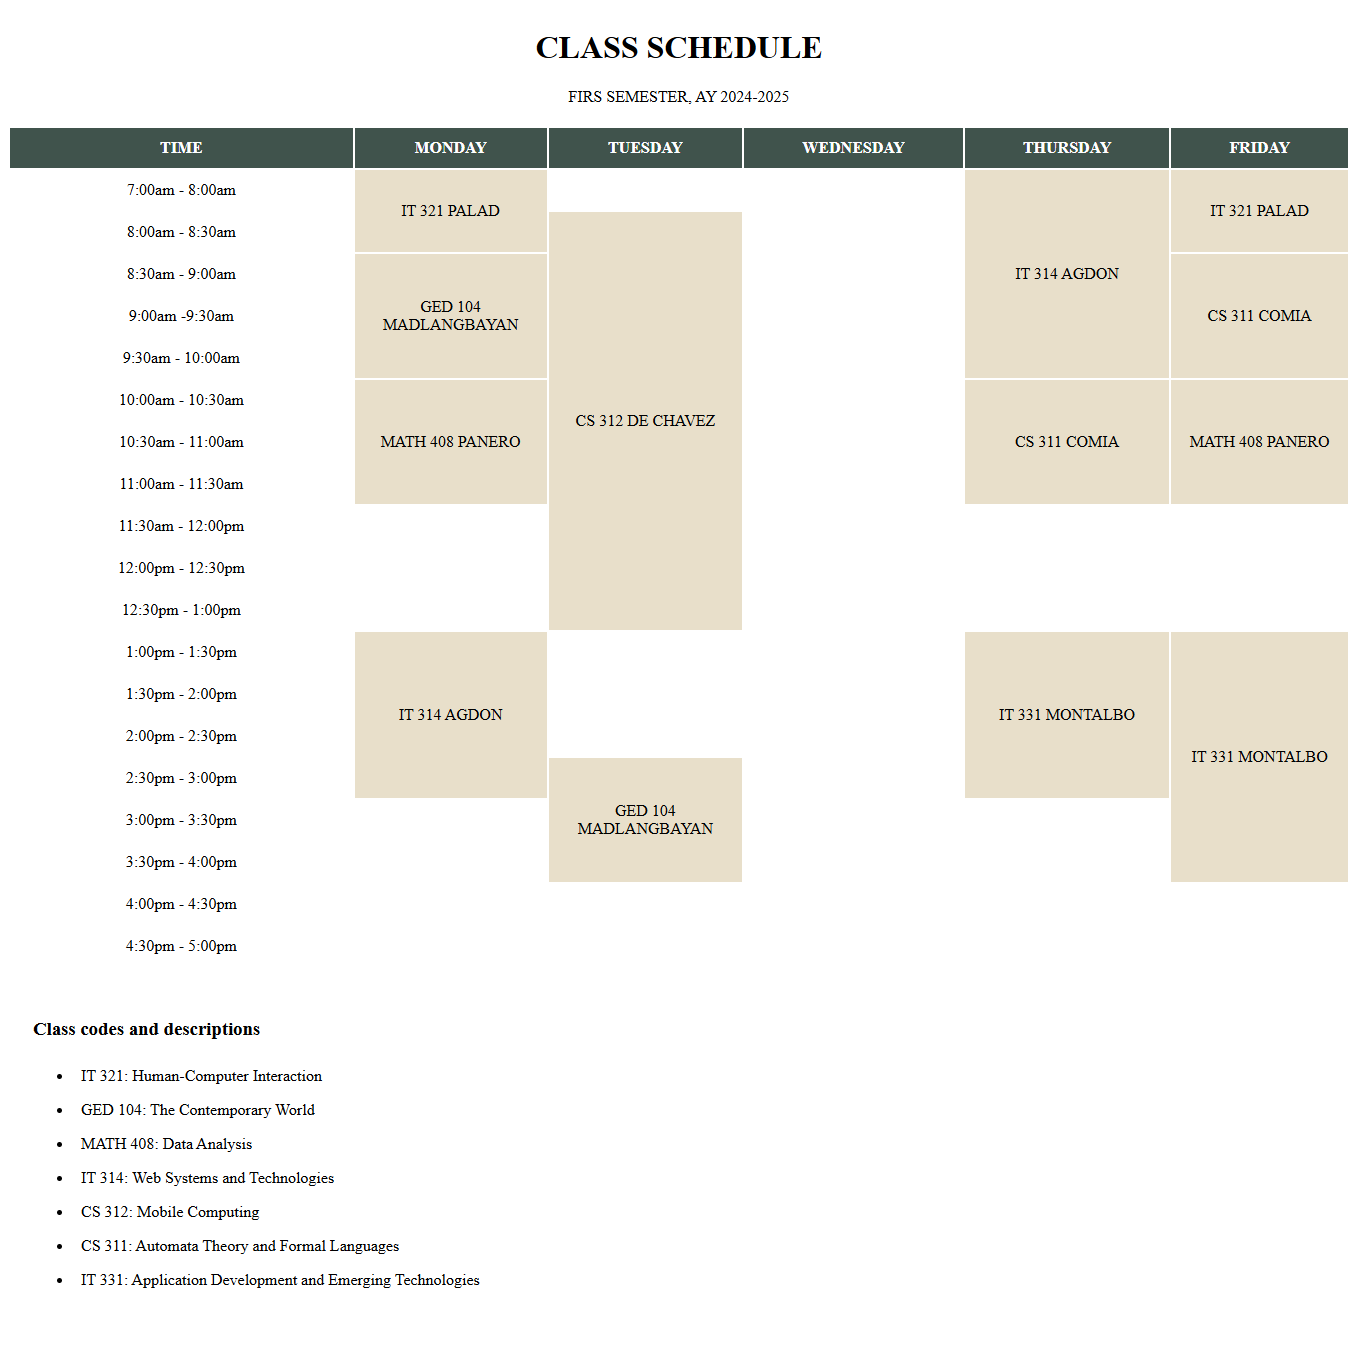 CLASS SCHEDULE
FIRS SEMESTER, AY 2024-2025
TIME MONDAY TUESDAY WEDNESDAY THURSDAY FRIDAY
7:00am - 8:00am
IT 321 PALAD
IT 321 PALAD
8:00am - 8:30am
8:30am - 9:00am
IT 314 AGDON
GED 104
MADLANGBAYAN
9:00am -9:30am
CS 311 COMIA
9:30am - 10:00am
10:00am - 10:30am
CS 312 DE CHAVEZ
10:30am - 11:00am
MATH 408 PANERO
CS 311 COMIA
MATH 408 PANERO
11:00am - 11:30am
11:30am - 12:00pm
12:00pm - 12:30pm
12:30pm - 1:00pm
1:00pm - 1:30pm
1:30pm - 2:00pm
IT 314 AGDON
IT 331 MONTALBO
2:00pm - 2:30pm
IT 331 MONTALBO
2:30pm - 3:00pm
GED 104
MADLANGBAYAN
3:00pm - 3:30pm
3:30pm - 4:00pm
4:00pm - 4:30pm
4:30pm - 5:00pm
Class codes and descriptions
• IT 321: Human-Computer Interaction
• GED 104: The Contemporary World
• MATH 408: Data Analysis
• IT 314: Web Systems and Technologies
• CS 312: Mobile Computing
• CS 311: Automata Theory and Formal Languages
• IT 331: Application Development and Emerging Technologies